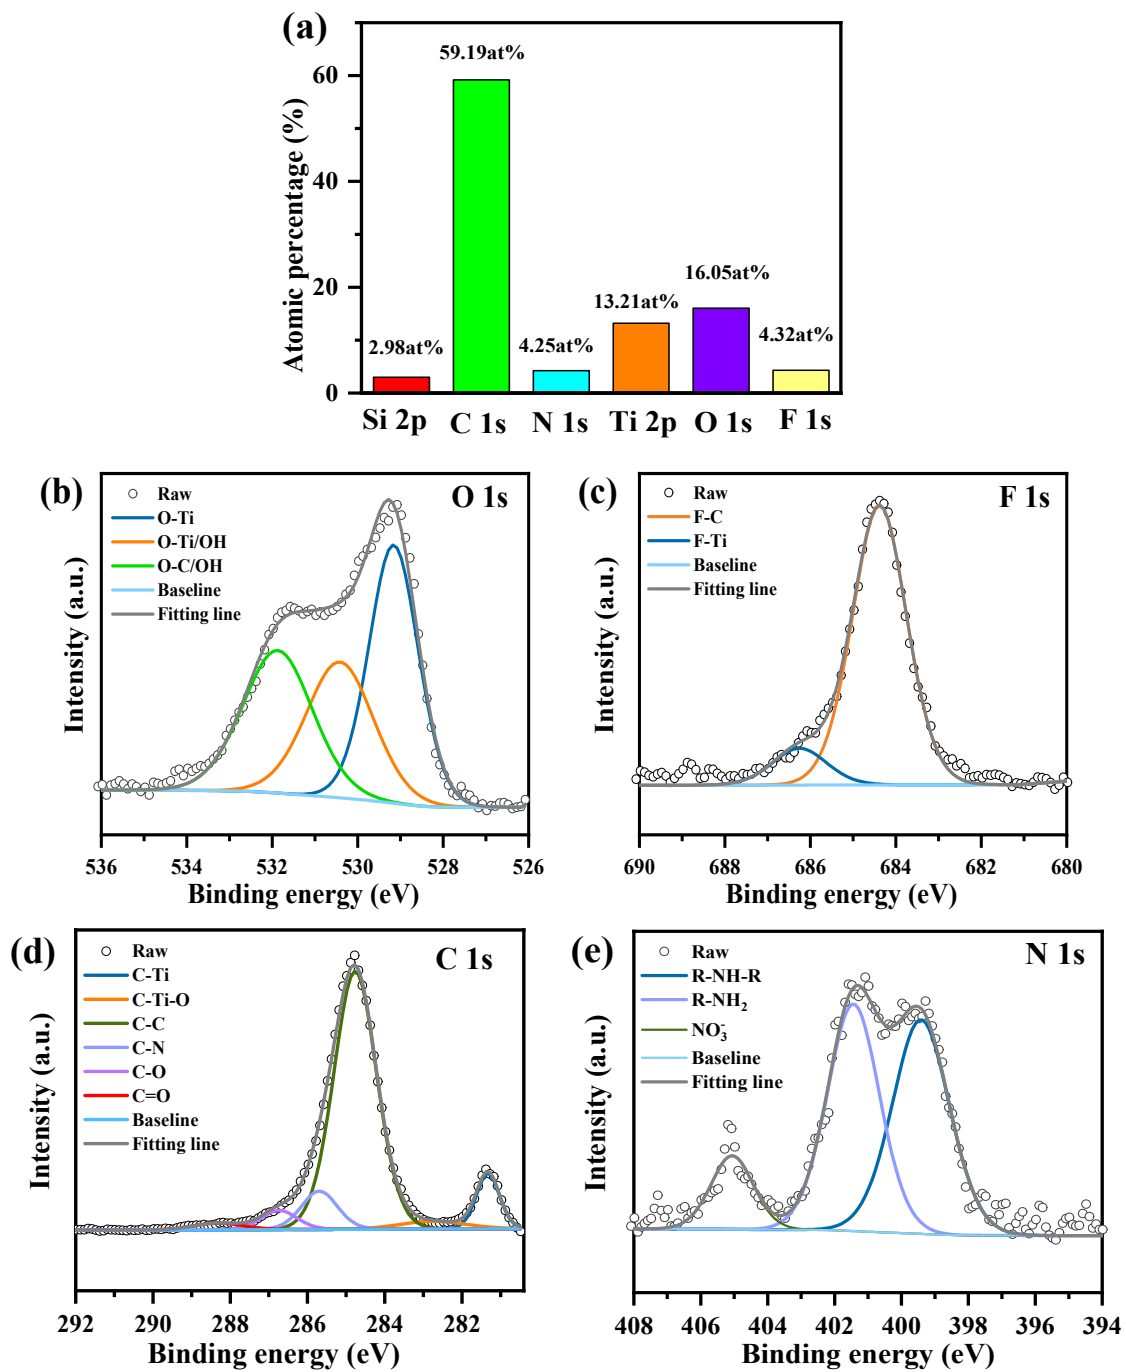 (a)
59.19at%
2.98at%
4.25at%
13.21at%
16.05at%
4.32at%
60
40
20
0
Atomic percentage (%)
Si 2p C 1s N 1s Ti 2p O 1s F 1s
(b)
O 1s
Raw
O-Ti
O-Ti/OH
O-C/OH
Baseline
Fitting line
Intensity (a.u.)
536 534 532 530 528 526
Binding energy (eV)
(c)
F 1s
Raw
F-C
F-Ti
Baseline
Fitting line
Intensity (a.u.)
690 688 686 684 682 680
Binding energy (eV)
(d)
C 1s
Raw
C-Ti
C-Ti-O
C-C
C-N
C-O
C=O
Baseline
Fitting line
Intensity (a.u.)
292 290 288 286 284 282
Binding energy (eV)
(e)
N 1s
Raw
R-NH-R
R-NH₂
NO₃⁻
Baseline
Fitting line
Intensity (a.u.)
408 406 404 402 400 398 396 394
Binding energy (eV)